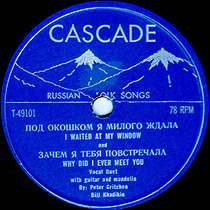 CASCADE
RUSSIAN FOLK SONGS
T-49101 78 RPM
ПОД ОКОШКОМ Я МИЛОГО ЖДАЛА
I WAITED AT MY WINDOW
and
ЗАЧЕМ Я ТЕБЯ ПОВСТРЕЧАЛА
WHY DID I EVER MEET YOU
Vocal Duet
with guitar and mandolin
By: Peter Gritchen
Bill Khadikin